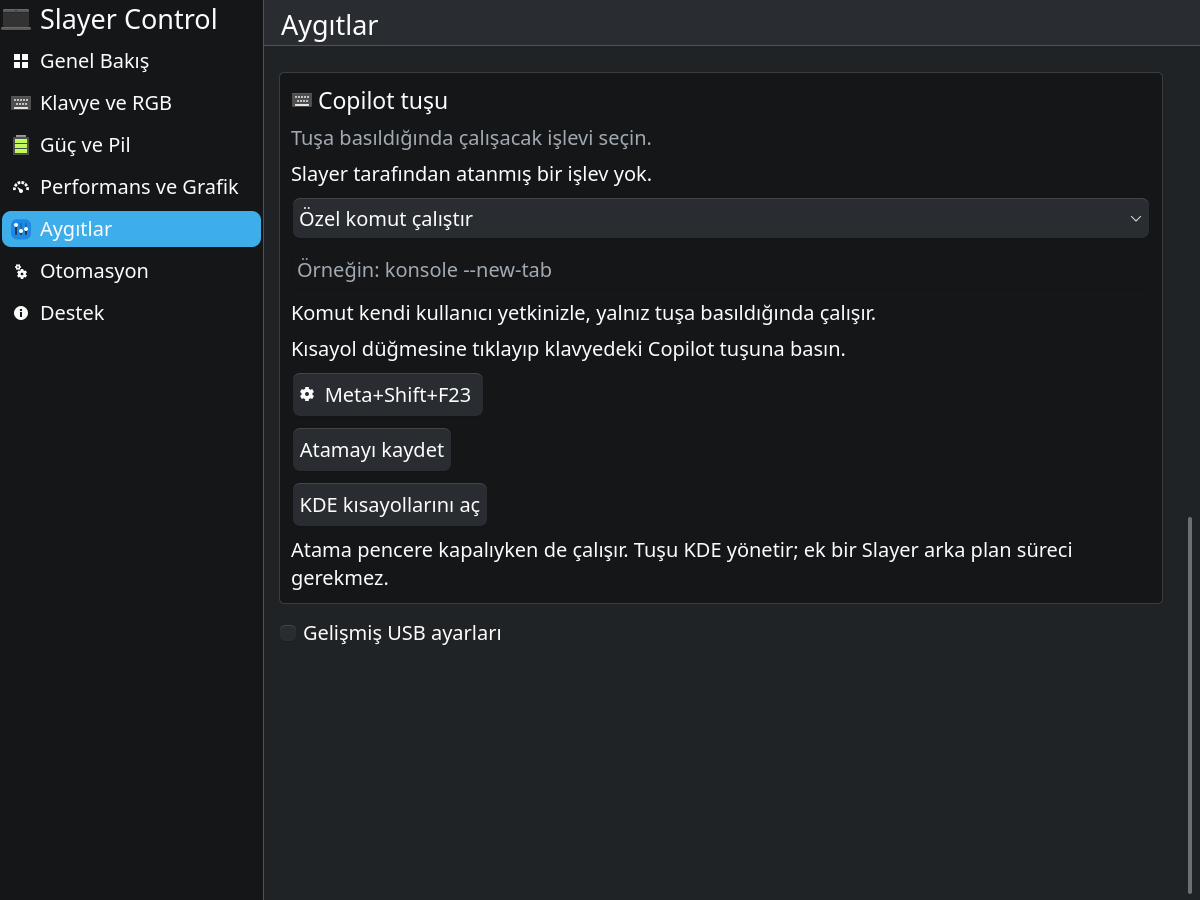 Slayer Control
Genel Bakış
Klavye ve RGB
Güç ve Pil
Performans ve Grafik
Aygıtlar
Otomasyon
Destek
Aygıtlar
Copilot tuşu
Tuşa basıldığında çalışacak işlevi seçin.
Slayer tarafından atanmış bir işlev yok.
Özel komut çalıştır
Örneğin: konsole --new-tab
Komut kendi kullanıcı yetkinizle, yalnız tuşa basıldığında çalışır.
Kısayol düğmesine tıklayıp klavyedeki Copilot tuşuna basın.
Meta+Shift+F23
Atamayı kaydet
KDE kısayollarını aç
Atama pencere kapalıyken de çalışır. Tuşu KDE yönetir; ek bir Slayer arka plan süreci
gerekmez.
Gelişmiş USB ayarları